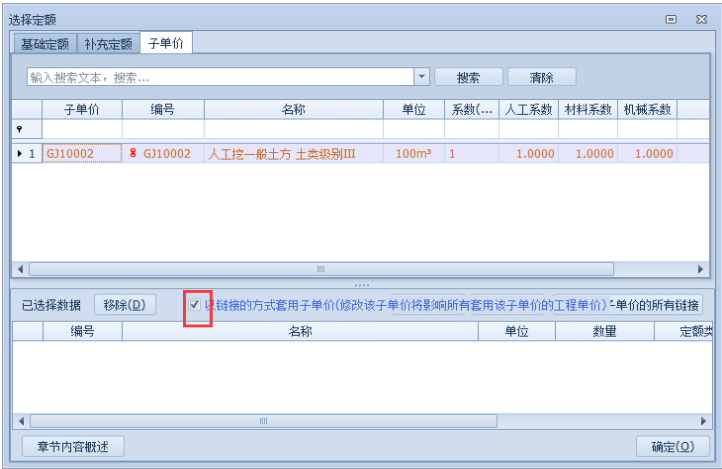 选择定额
基础定额 补充定额 子单价
输入搜索文本，搜索... 搜索 清除
子单价 编号 名称 单位 系数(... 人工系数 材料系数 机械系数
1 GJ10002 GJ10002 人工挖一般土方 土类级别III 100m³ 1 1.0000 1.0000 1.0000
已选择数据 移除(D) 以链接的方式套用子单价(修改该子单价将影响所有套用该子单价的工程单价) 单价的所有链接
编号 名称 单位 数量 定额类
章节内容概述 确定(O)